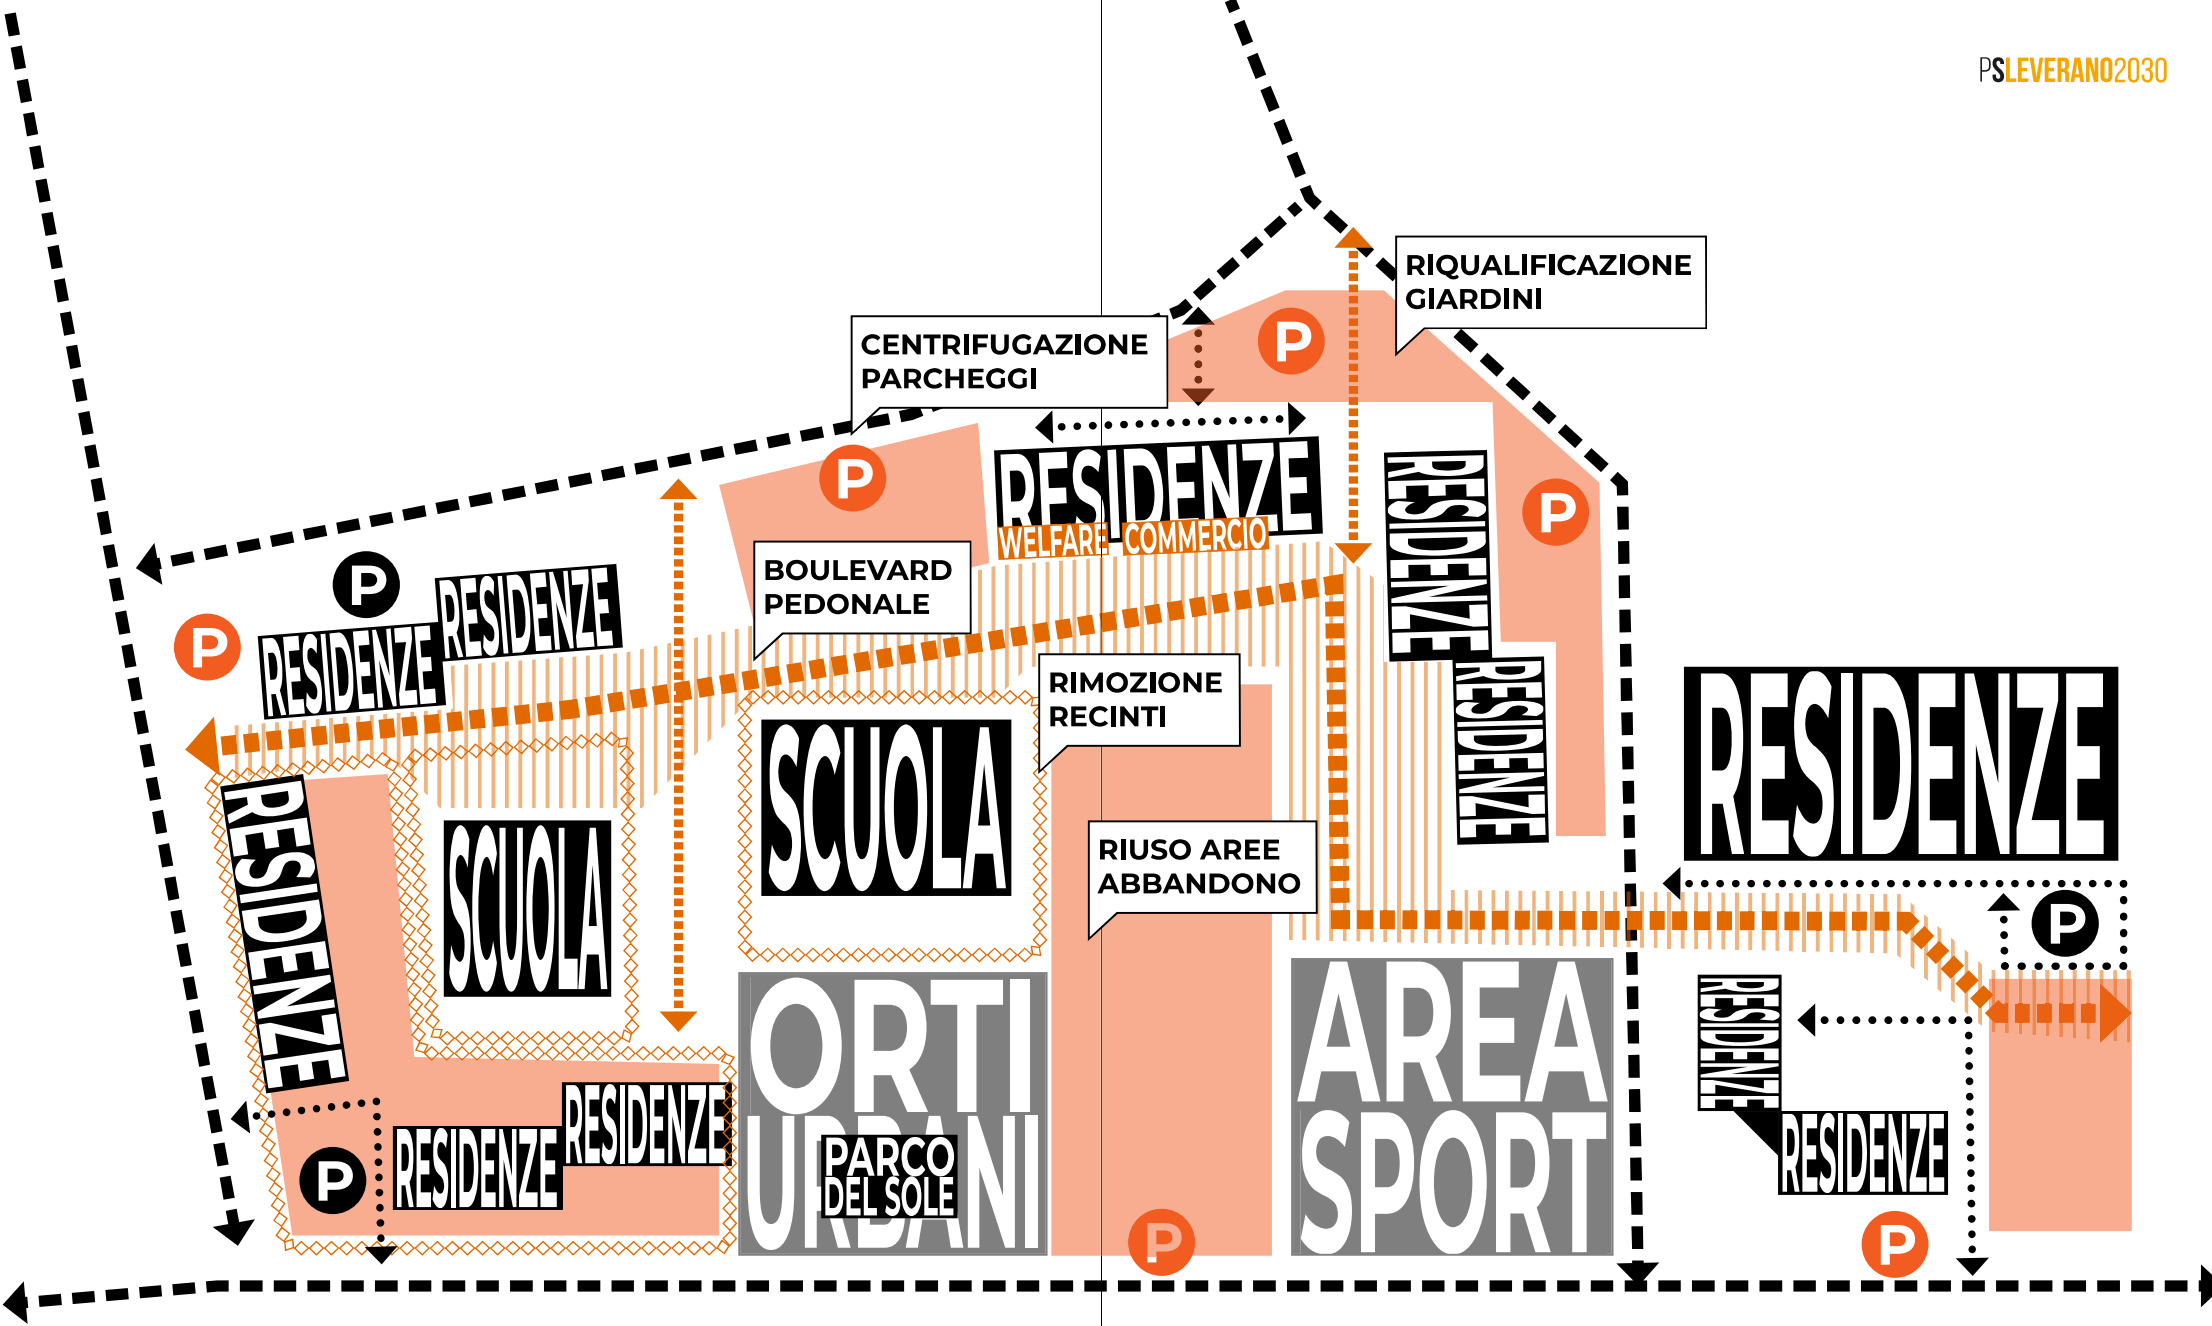 PSLEVERANO2030
RIQUALIFICAZIONE
GIARDINI
CENTRIFUGAZIONE
PARCHEGGI
P
P
P
RESIDENZE
WELFARE COMMERCIO
RESIDENZE
BOULEVARD
PEDONALE
P
P
RESIDENZE
RESIDENZE
RIMOZIONE
RECINTI
RESIDENZE
RESIDENZE
SCUOLA
RESIDENZE
SCUOLA
RIUSO AREE
ABBANDONO
P
ORTI
URBANI
PARCO
DEL SOLE
AREA
SPORT
RESIDENZE
RESIDENZE
RESIDENZE
RESIDENZE
P
P
P